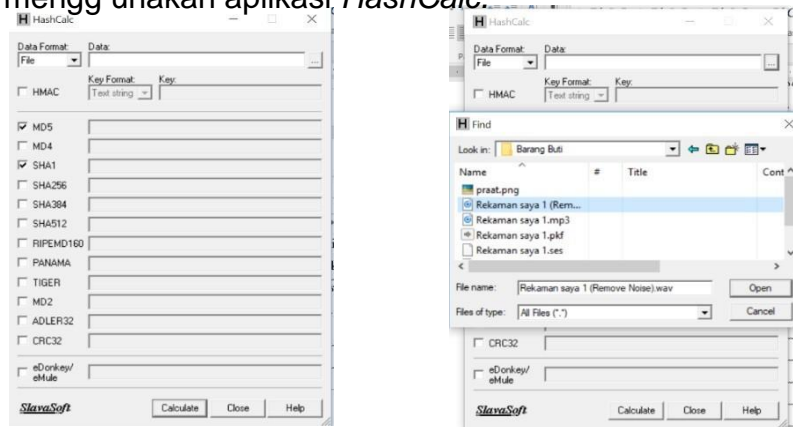 menggunakan aplikasi HashCalc.
HashCalc
Data Format:
Data:
File
...
HMAC
Key Format:
Key:
Text string
MD5
MD4
SHA1
SHA256
SHA384
SHA512
RIPEMD160
PANAMA
TIGER
MD2
ADLER32
CRC32
eDonkey/
eMule
SlavaSoft
Calculate
Close
Help
HashCalc
Data Format:
Data:
File
...
HMAC
Key Format:
Key:
Text string
Find
Look in:
Barang Buti
Name
#
Title
Cont
praat.png
Rekaman saya 1 (Rem...
Rekaman saya 1.mp3
Rekaman saya 1.pkf
Rekaman saya 1.ses
File name:
Rekaman saya 1 (Remove Noise).wav
Open
Files of type:
All Files (*.*)
Cancel
CRC32
eDonkey/
eMule
SlavaSoft
Calculate
Close
Help